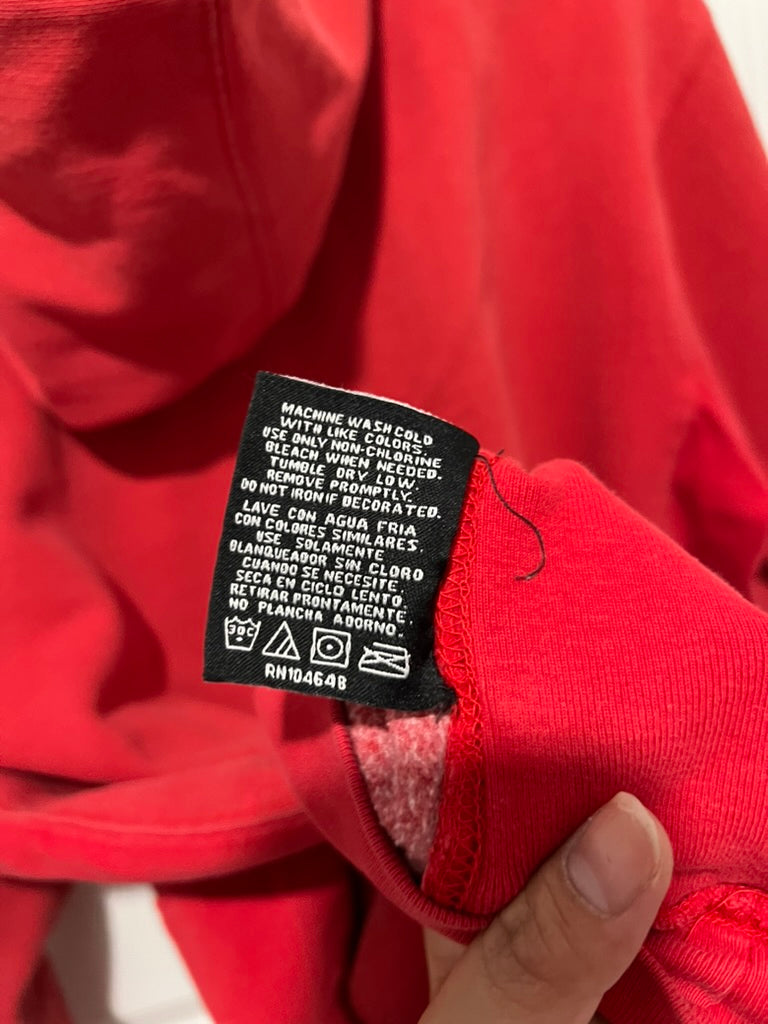 MACHINE WASH COLD
WITH LIKE COLORS.
USE ONLY NON-CHLORINE
BLEACH WHEN NEEDED.
TUMBLE DRY LOW.
REMOVE PROMPTLY.
DO NOT IRON IF DECORATED.
LAVE CON AGUA FRIA
CON COLORES SIMILARES.
USE SOLAMENTE
BLANQUEADOR SIN CLORO
CUANDO SE NECESITE
SECA EN CICLO LENTO.
RETIRAR PRONTAMENTE.
NO PLANCHA ADORNO.
30C
RN104648